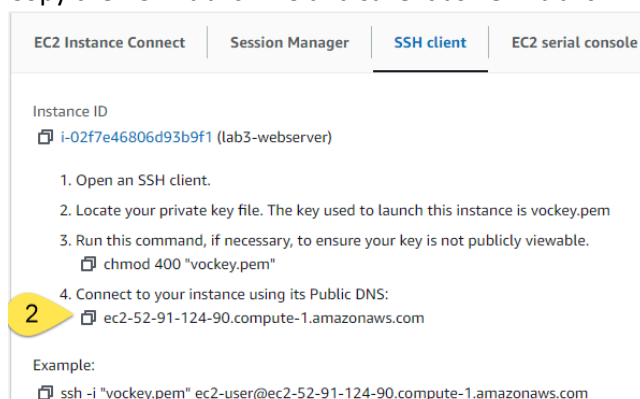 EC2 Instance Connect Session Manager SSH client EC2 serial console
Instance ID
i-02f7e46806d93b9f1 (lab3-webserver)
1. Open an SSH client.
2. Locate your private key file. The key used to launch this instance is vockey.pem
3. Run this command, if necessary, to ensure your key is not publicly viewable.
chmod 400 "vockey.pem"
4. Connect to your instance using its Public DNS:
2 ec2-52-91-124-90.compute-1.amazonaws.com
Example:
ssh -i "vockey.pem" ec2-user@ec2-52-91-124-90.compute-1.amazonaws.com